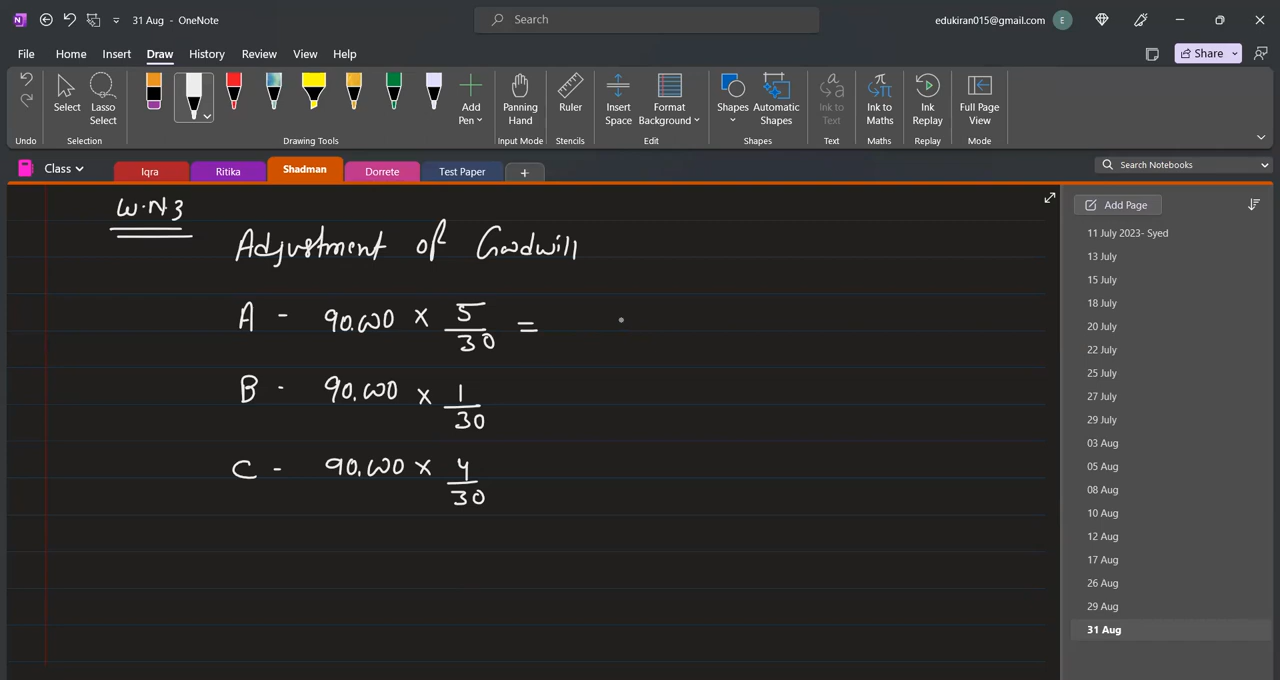 31 Aug - OneNote
Search
edukiran015@gmail.com
E
File Home Insert Draw History Review View Help
Share
Select
Lasso Select
Add Pen
Panning Hand
Ruler
Insert Space
Format Background
Shapes
Automatic Shapes
Ink to Text
Ink to Maths
Ink Replay
Full Page View
Undo
Selection
Drawing Tools
Input Mode
Stencils
Edit
Shapes
Text
Maths
Replay
Mode
Class
Iqra
Ritika
Shadman
Dorrete
Test Paper
+
Search Notebooks
W.N 3
Adjustment of Goodwill
A - 90,000 × 5/30 =
B - 90,000 × 1/30
C - 90,000 × 4/30
Add Page
11 July 2023- Syed
13 July
15 July
18 July
20 July
22 July
25 July
27 July
29 July
03 Aug
05 Aug
08 Aug
10 Aug
12 Aug
17 Aug
26 Aug
29 Aug
31 Aug